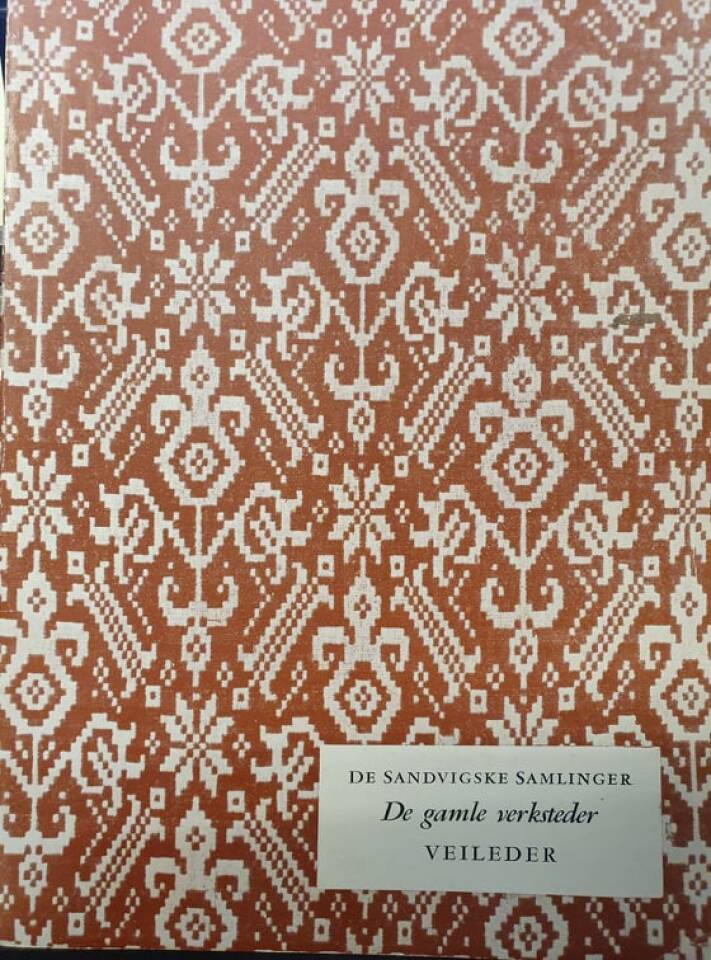 DE SANDVIGSKE SAMLINGER
De gamle verksteder
VEILEDER